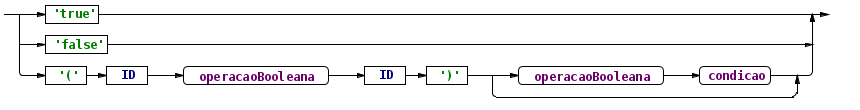 'true'
'false'
'(' ID operacaoBooleana ID ')' operacaoBooleana condicao